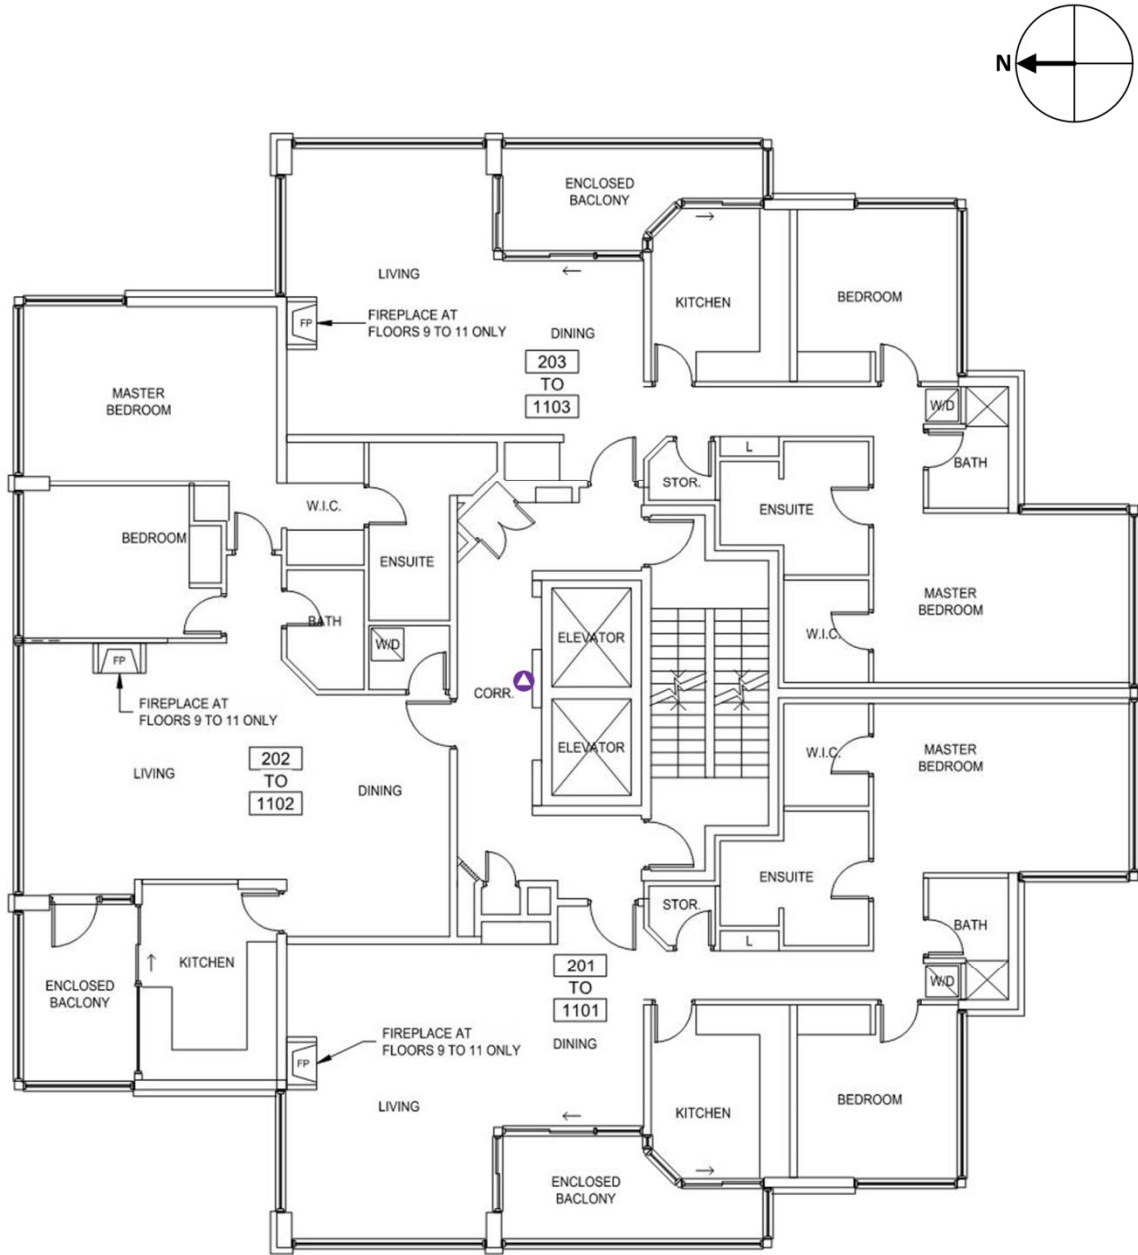 N
ENCLOSED
BACLONY
LIVING
KITCHEN
BEDROOM
FIREPLACE AT
FLOORS 9 TO 11 ONLY
FP
DINING
203
TO
1103
MASTER
BEDROOM
W/D
L
BATH
STOR.
W.I.C.
ENSUITE
ENSUITE
BEDROOM
MASTER
BEDROOM
BATH
W/D
ELEVATOR
W.I.C.
FP
CORR.
FIREPLACE AT
FLOORS 9 TO 11 ONLY
ELEVATOR
W.I.C.
MASTER
BEDROOM
LIVING
202
TO
1102
DINING
ENSUITE
STOR.
BATH
L
KITCHEN
ENCLOSED
BACLONY
201
TO
1101
W/D
FIREPLACE AT
FLOORS 9 TO 11 ONLY
FP
DINING
LIVING
KITCHEN
BEDROOM
ENCLOSED
BACLONY